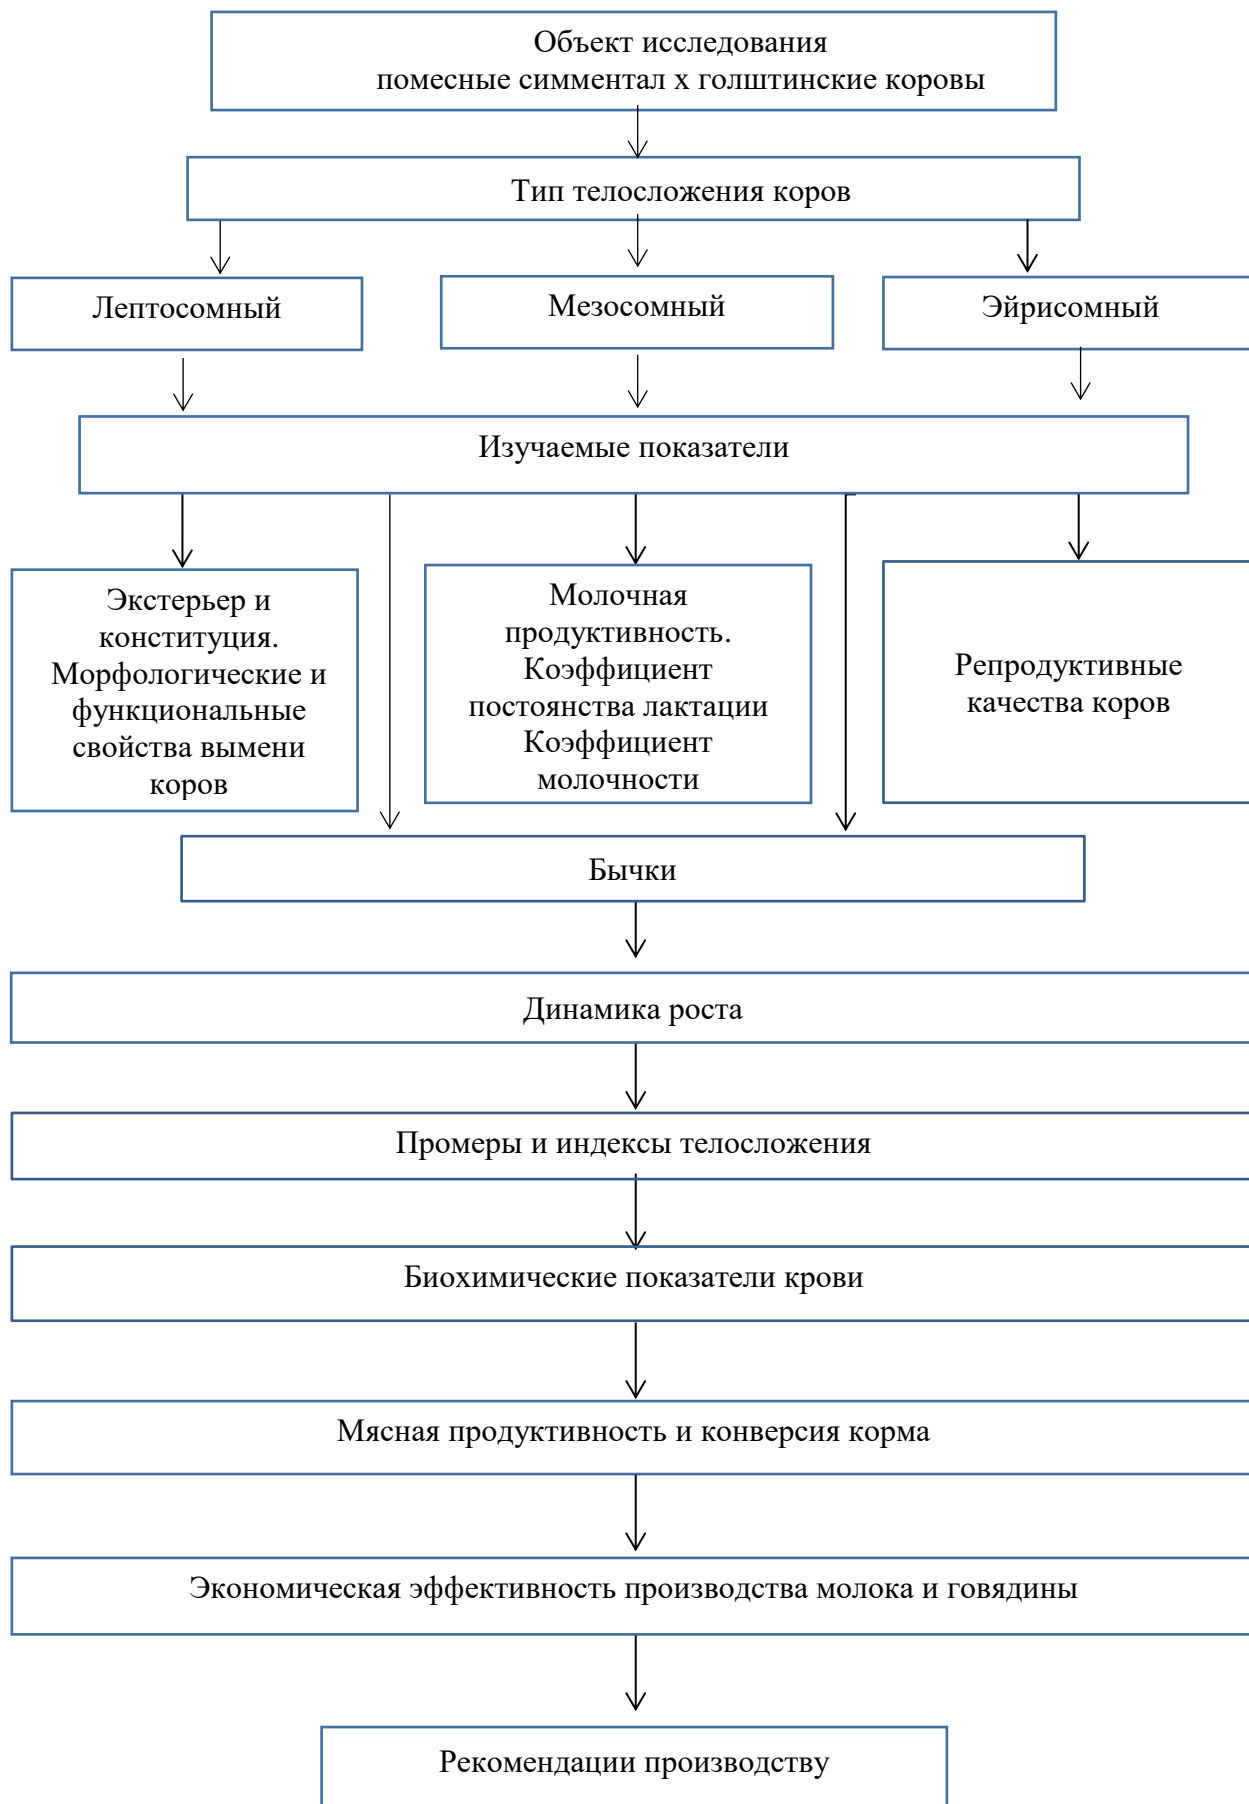 Объект исследования
помесные симментал х голштинские коровы
Тип телосложения коров
Лептосомный
Мезосомный
Эйрисомный
Изучаемые показатели
Экстерьер и
конституция.
Морфологические и
функциональные
свойства вымени
коров
Молочная
продуктивность.
Коэффициент
постоянства лактации
Коэффициент
молочности
Репродуктивные
качества коров
Бычки
Динамика роста
Промеры и индексы телосложения
Биохимические показатели крови
Мясная продуктивность и конверсия корма
Экономическая эффективность производства молока и говядины
Рекомендации производству